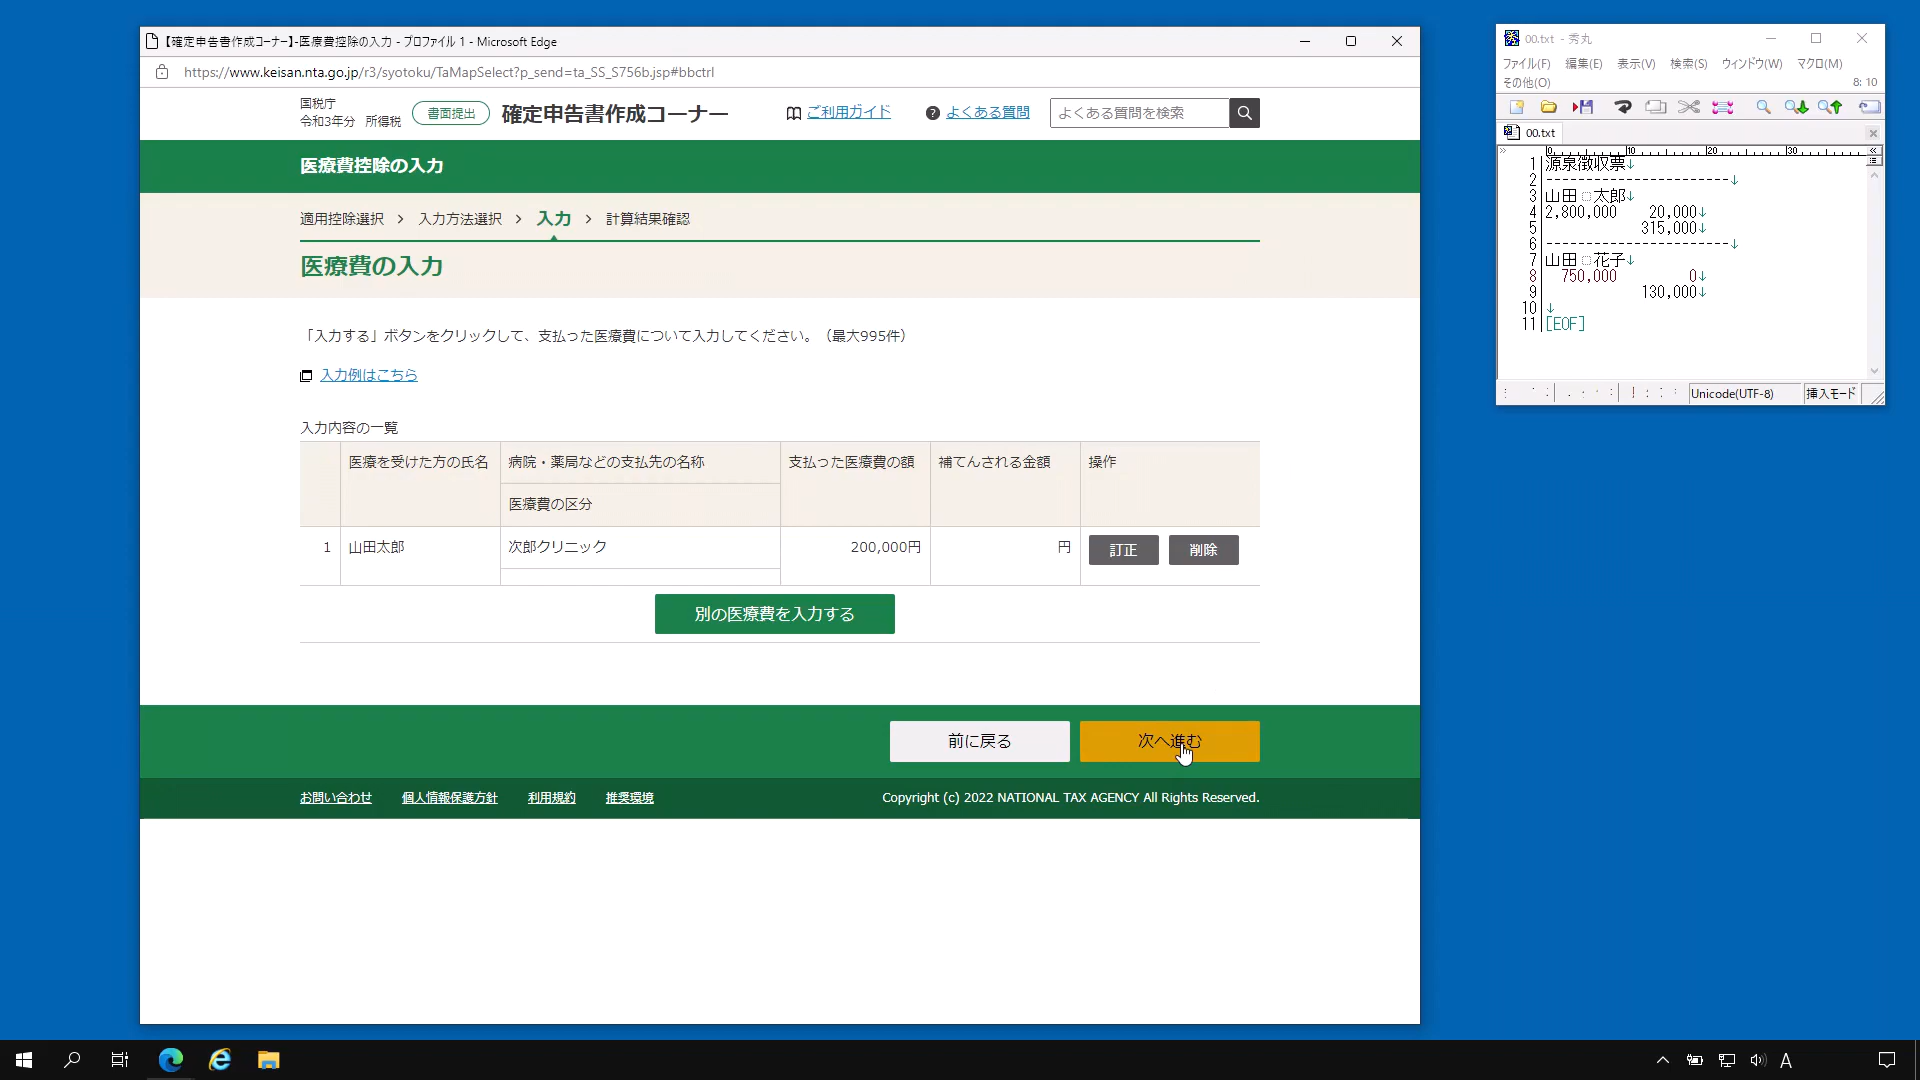 【確定申告書作成コーナー】-医療費控除の入力 - プロファイル 1 - Microsoft Edge
https://www.keisan.nta.go.jp/r3/syotoku/TaMapSelect?p_send=ta_SS_S756b.jsp#bbctrl
国税庁
令和3年分 所得税
書面提出
確定申告書作成コーナー
ご利用ガイド
よくある質問
よくある質問を検索
医療費控除の入力
適用控除選択 > 入力方法選択 > 入力 > 計算結果確認
医療費の入力
「入力する」ボタンをクリックして、支払った医療費について入力してください。（最大995件）
入力例はこちら
入力内容の一覧
医療を受けた方の氏名 病院・薬局などの支払先の名称 支払った医療費の額 補てんされる金額 操作
医療費の区分
1 山田太郎 次郎クリニック 200,000円 円 訂正 削除
別の医療費を入力する
前に戻る 次へ進む
お問い合わせ 個人情報保護方針 利用規約 推奨環境 Copyright (c) 2022 NATIONAL TAX AGENCY All Rights Reserved.
00.txt - 秀丸
ファイル(F) 編集(E) 表示(V) 検索(S) ウィンドウ(W) マクロ(M)
その他(O) 8: 10
00.txt
0 10 20 30
1 源泉徴収票↓
2 -----------------------↓
3 山田□太郎↓
4 2,800,000 20,000↓
5 315,000↓
6 -----------------------↓
7 山田□花子↓
8 750,000 0↓
9 130,000↓
10 ↓
11 [EOF]
Unicode(UTF-8) 挿入モード
A